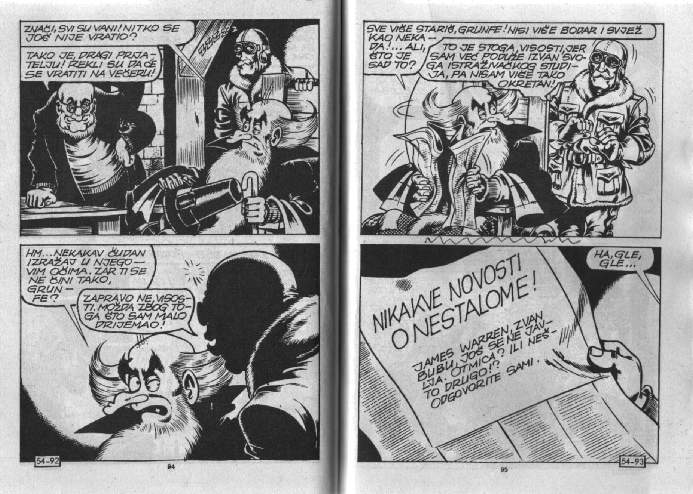 ZNAČI, SVI SU VANI! NITKO SE
JOŠ NIJE VRATIO?
TAKO JE, DRAGI PRIJA-
TELJU! REKLI SU DA ĆE
SE VRATITI NA VEČERU!
HM...NEKAKAV ČUDAN
IZRAŽAJ U NJEGO-
VIM OČIMA. ZAR TI SE
NE ČINI TAKO,
GRUN-
FE?
ZAPRAVO NE, VISOS-
TI. MOŽDA ZBOG TO-
GA ŠTO SAM MALO
DRIJEMAO!
54-92
94
SVE VIŠE STARIŠ, GRUNFE! NISI VIŠE BODAR I SVJEŽ
KAO NEKA-
DA!... ALI,
ŠTO JE
SAD TO?
TO JE STOGA, VISOSTI, JER
SAM VEĆ PODUŽE IZVAN SVO-
GA ISTRAŽIVAČKOG STUDI-
JA, PA NISAM VIŠE TAKO
OKRETAN!
HA, GLE,
GLE...
NIKAKVE NOVOSTI
O NESTALOME!
JAMES WARREN, ZVAN
BUBU, JOŠ SE NE JAV-
LJA. OTMICA? ILI NEŠ-
TO DRUGO!?
ODGOVORITE SAMI.
95
54-93